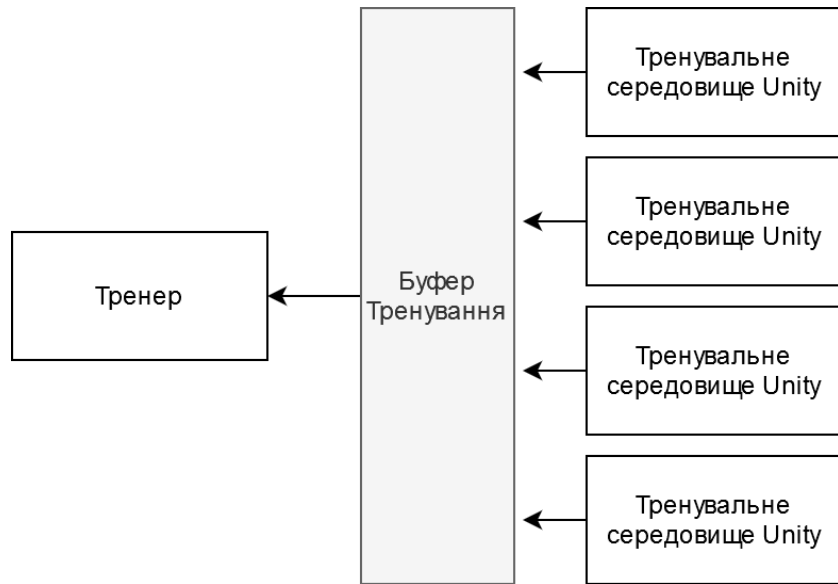 Тренер
Буфер
Тренування
Тренувальне
середовище Unity
Тренувальне
середовище Unity
Тренувальне
середовище Unity
Тренувальне
середовище Unity